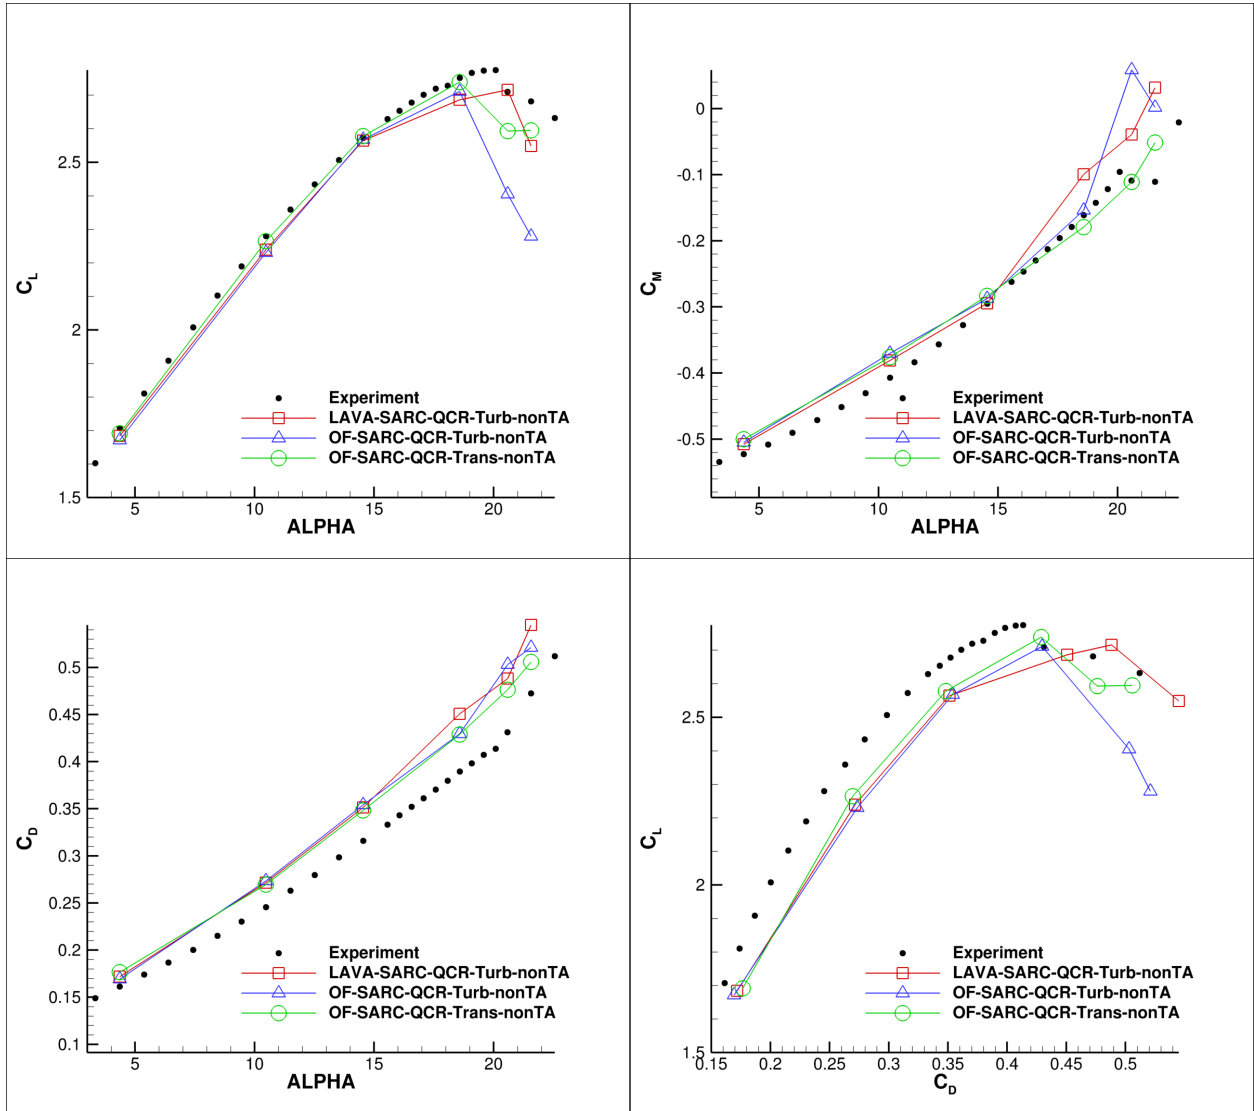 2.5
2
1.5
C_L
5
10
15
20
ALPHA
Experiment
LAVA-SARC-QCR-Turb-nonTA
OF-SARC-QCR-Turb-nonTA
OF-SARC-QCR-Trans-nonTA
0
-0.1
-0.2
-0.3
-0.4
-0.5
C_M
5
10
15
20
ALPHA
Experiment
LAVA-SARC-QCR-Turb-nonTA
OF-SARC-QCR-Turb-nonTA
OF-SARC-QCR-Trans-nonTA
0.5
0.45
0.4
0.35
0.3
0.25
0.2
0.15
0.1
C_D
5
10
15
20
ALPHA
Experiment
LAVA-SARC-QCR-Turb-nonTA
OF-SARC-QCR-Turb-nonTA
OF-SARC-QCR-Trans-nonTA
2.5
2
1.5
C_L
0.15
0.2
0.25
0.3
0.35
0.4
0.45
0.5
C_D
Experiment
LAVA-SARC-QCR-Turb-nonTA
OF-SARC-QCR-Turb-nonTA
OF-SARC-QCR-Trans-nonTA